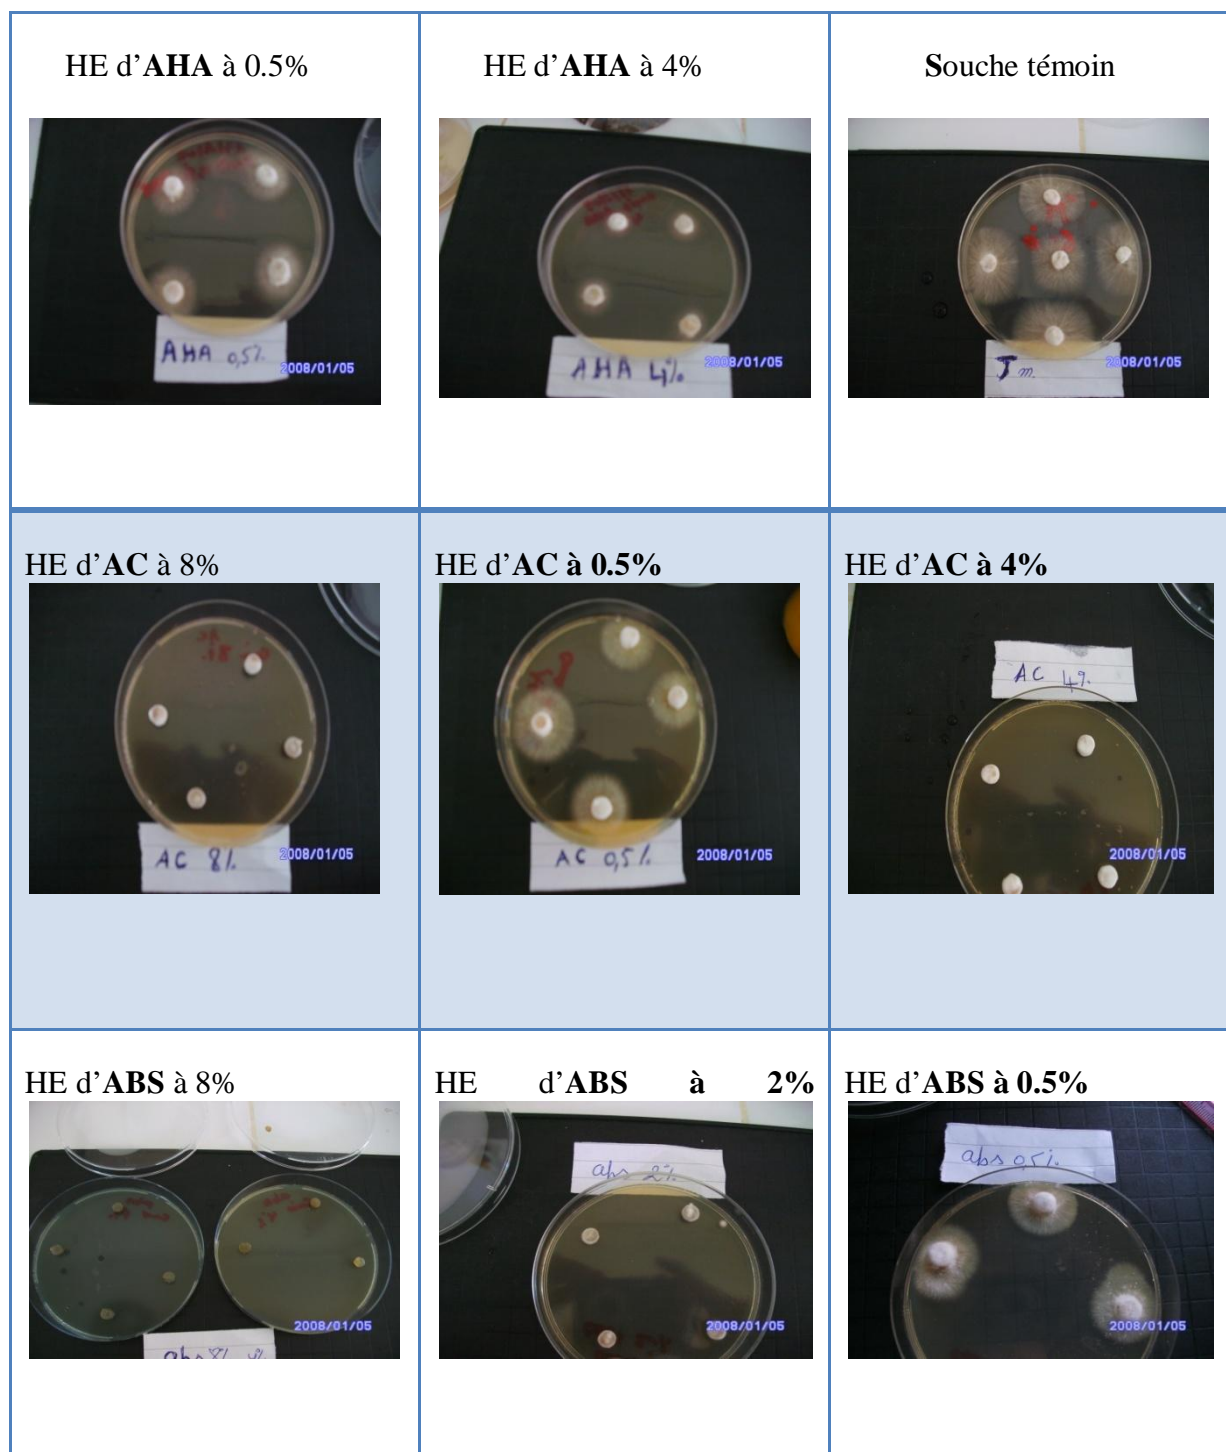 HE d'AHA à 0.5%
HE d'AHA à 4%
Souche témoin
AHA 0,5%
2008/01/05
AHA 4%
2008/01/05
Tm.
2008/01/05
HE d'AC à 8%
HE d'AC à 0.5%
HE d'AC à 4%
AC 8%
2008/01/05
AC 0,5%
2008/01/05
AC 4%
2008/01/05
HE d'ABS à 8%
HE d'ABS à 2%
HE d'ABS à 0.5%
abs 8%
2008/01/05
abs 2%
2008/01/05
abs 0,5%
2008/01/05